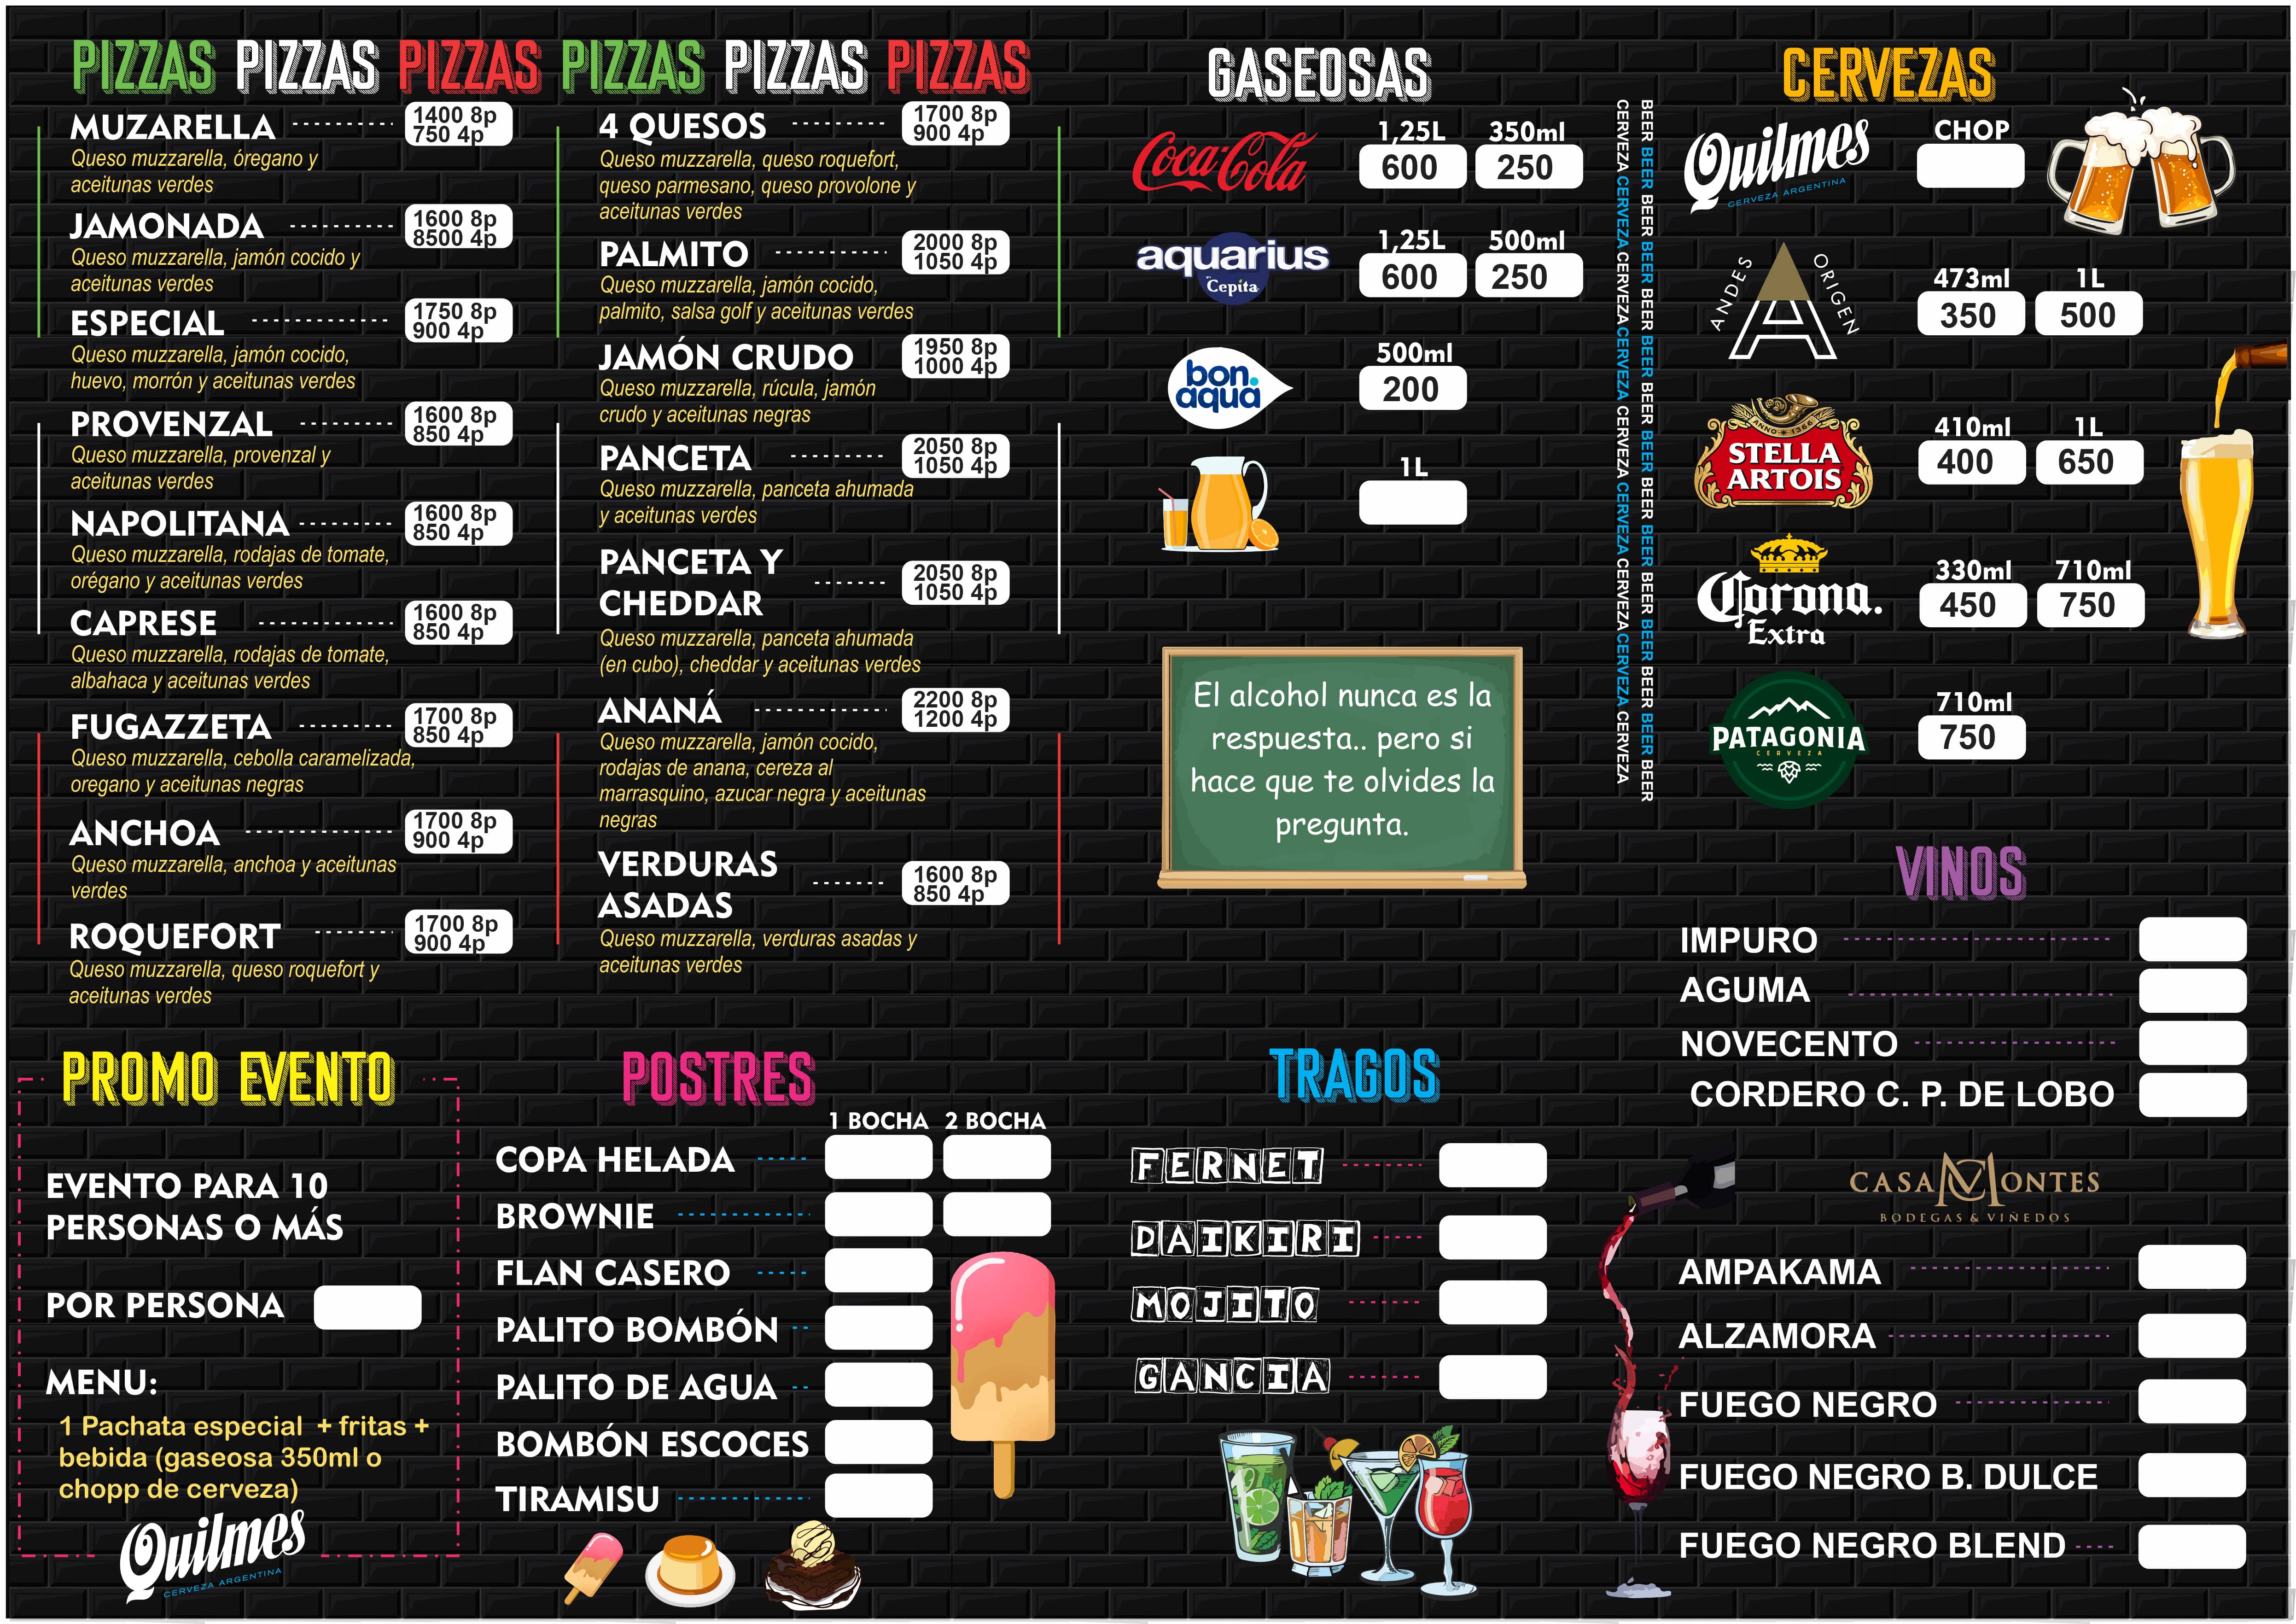 PIZZAS PIZZAS PIZZAS PIZZAS PIZZAS PIZZAS
MUZARELLA
1400 8p
750 4p
Queso muzzarella, óregano y
aceitunas verdes
JAMONADA
1600 8p
8500 4p
Queso muzzarella, jamón cocido y
aceitunas verdes
ESPECIAL
1750 8p
900 4p
Queso muzzarella, jamón cocido,
huevo, morrón y aceitunas verdes
PROVENZAL
1600 8p
850 4p
Queso muzzarella, provenzal y
aceitunas verdes
NAPOLITANA
1600 8p
850 4p
Queso muzzarella, rodajas de tomate,
orégano y aceitunas verdes
CAPRESE
1600 8p
850 4p
Queso muzzarella, rodajas de tomate,
albahaca y aceitunas verdes
FUGAZZETA
1700 8p
850 4p
Queso muzzarella, cebolla caramelizada,
oregano y aceitunas negras
ANCHOA
1700 8p
900 4p
Queso muzzarella, anchoa y aceitunas
verdes
ROQUEFORT
1700 8p
900 4p
Queso muzzarella, queso roquefort y
aceitunas verdes
4 QUESOS
1700 8p
900 4p
Queso muzzarella, queso roquefort,
queso parmesano, queso provolone y
aceitunas verdes
PALMITO
2000 8p
1050 4p
Queso muzzarella, jamón cocido,
palmito, salsa golf y aceitunas verdes
JAMÓN CRUDO
1950 8p
1000 4p
Queso muzzarella, rúcula, jamón
crudo y aceitunas negras
PANCETA
2050 8p
1050 4p
Queso muzzarella, panceta ahumada
y aceitunas verdes
PANCETA Y
CHEDDAR
2050 8p
1050 4p
Queso muzzarella, panceta ahumada
(en cubo), cheddar y aceitunas verdes
ANANÁ
2200 8p
1200 4p
Queso muzzarella, jamón cocido,
rodajas de anana, cereza al
marrasquino, azucar negra y aceitunas
negras
VERDURAS
ASADAS
1600 8p
850 4p
Queso muzzarella, verduras asadas y
aceitunas verdes
GASEOSAS
Coca-Cola
1,25L 350ml
600 250
aquarius
Cepita
1,25L 500ml
600 250
bon.
aqua
500ml
200
1L
El alcohol nunca es la
respuesta.. pero si
hace que te olvides la
pregunta.
BEER BEER BEER BEER BEER BEER BEER BEER BEER BEER BEER BEER BEER BEER BEER
CERVEZA CERVEZA CERVEZA CERVEZA CERVEZA CERVEZA CERVEZA CERVEZA CERVEZA
CERVEZAS
Quilmes
CERVEZA ARGENTINA
CHOP
ANDES ORIGEN
473ml 1L
350 500
ANNO 1366
STELLA
ARTOIS
410ml 1L
400 650
Corona.
Extra
330ml 710ml
450 750
PATAGONIA
CERVEZA
710ml
750
VINOS
IMPURO
AGUMA
NOVECENTO
CORDERO C. P. DE LOBO
CASA MONTES
BODEGAS & VIÑEDOS
AMPAKAMA
ALZAMORA
FUEGO NEGRO
FUEGO NEGRO B. DULCE
FUEGO NEGRO BLEND
PROMO EVENTO
EVENTO PARA 10
PERSONAS O MÁS
POR PERSONA
MENU:
1 Pachata especial + fritas +
bebida (gaseosa 350ml o
chopp de cerveza)
Quilmes
CERVEZA ARGENTINA
POSTRES
1 BOCHA 2 BOCHA
COPA HELADA
BROWNIE
FLAN CASERO
PALITO BOMBÓN
PALITO DE AGUA
BOMBÓN ESCOCES
TIRAMISU
TRAGOS
FERNET
DAIKIRI
MOJITO
GANCIA